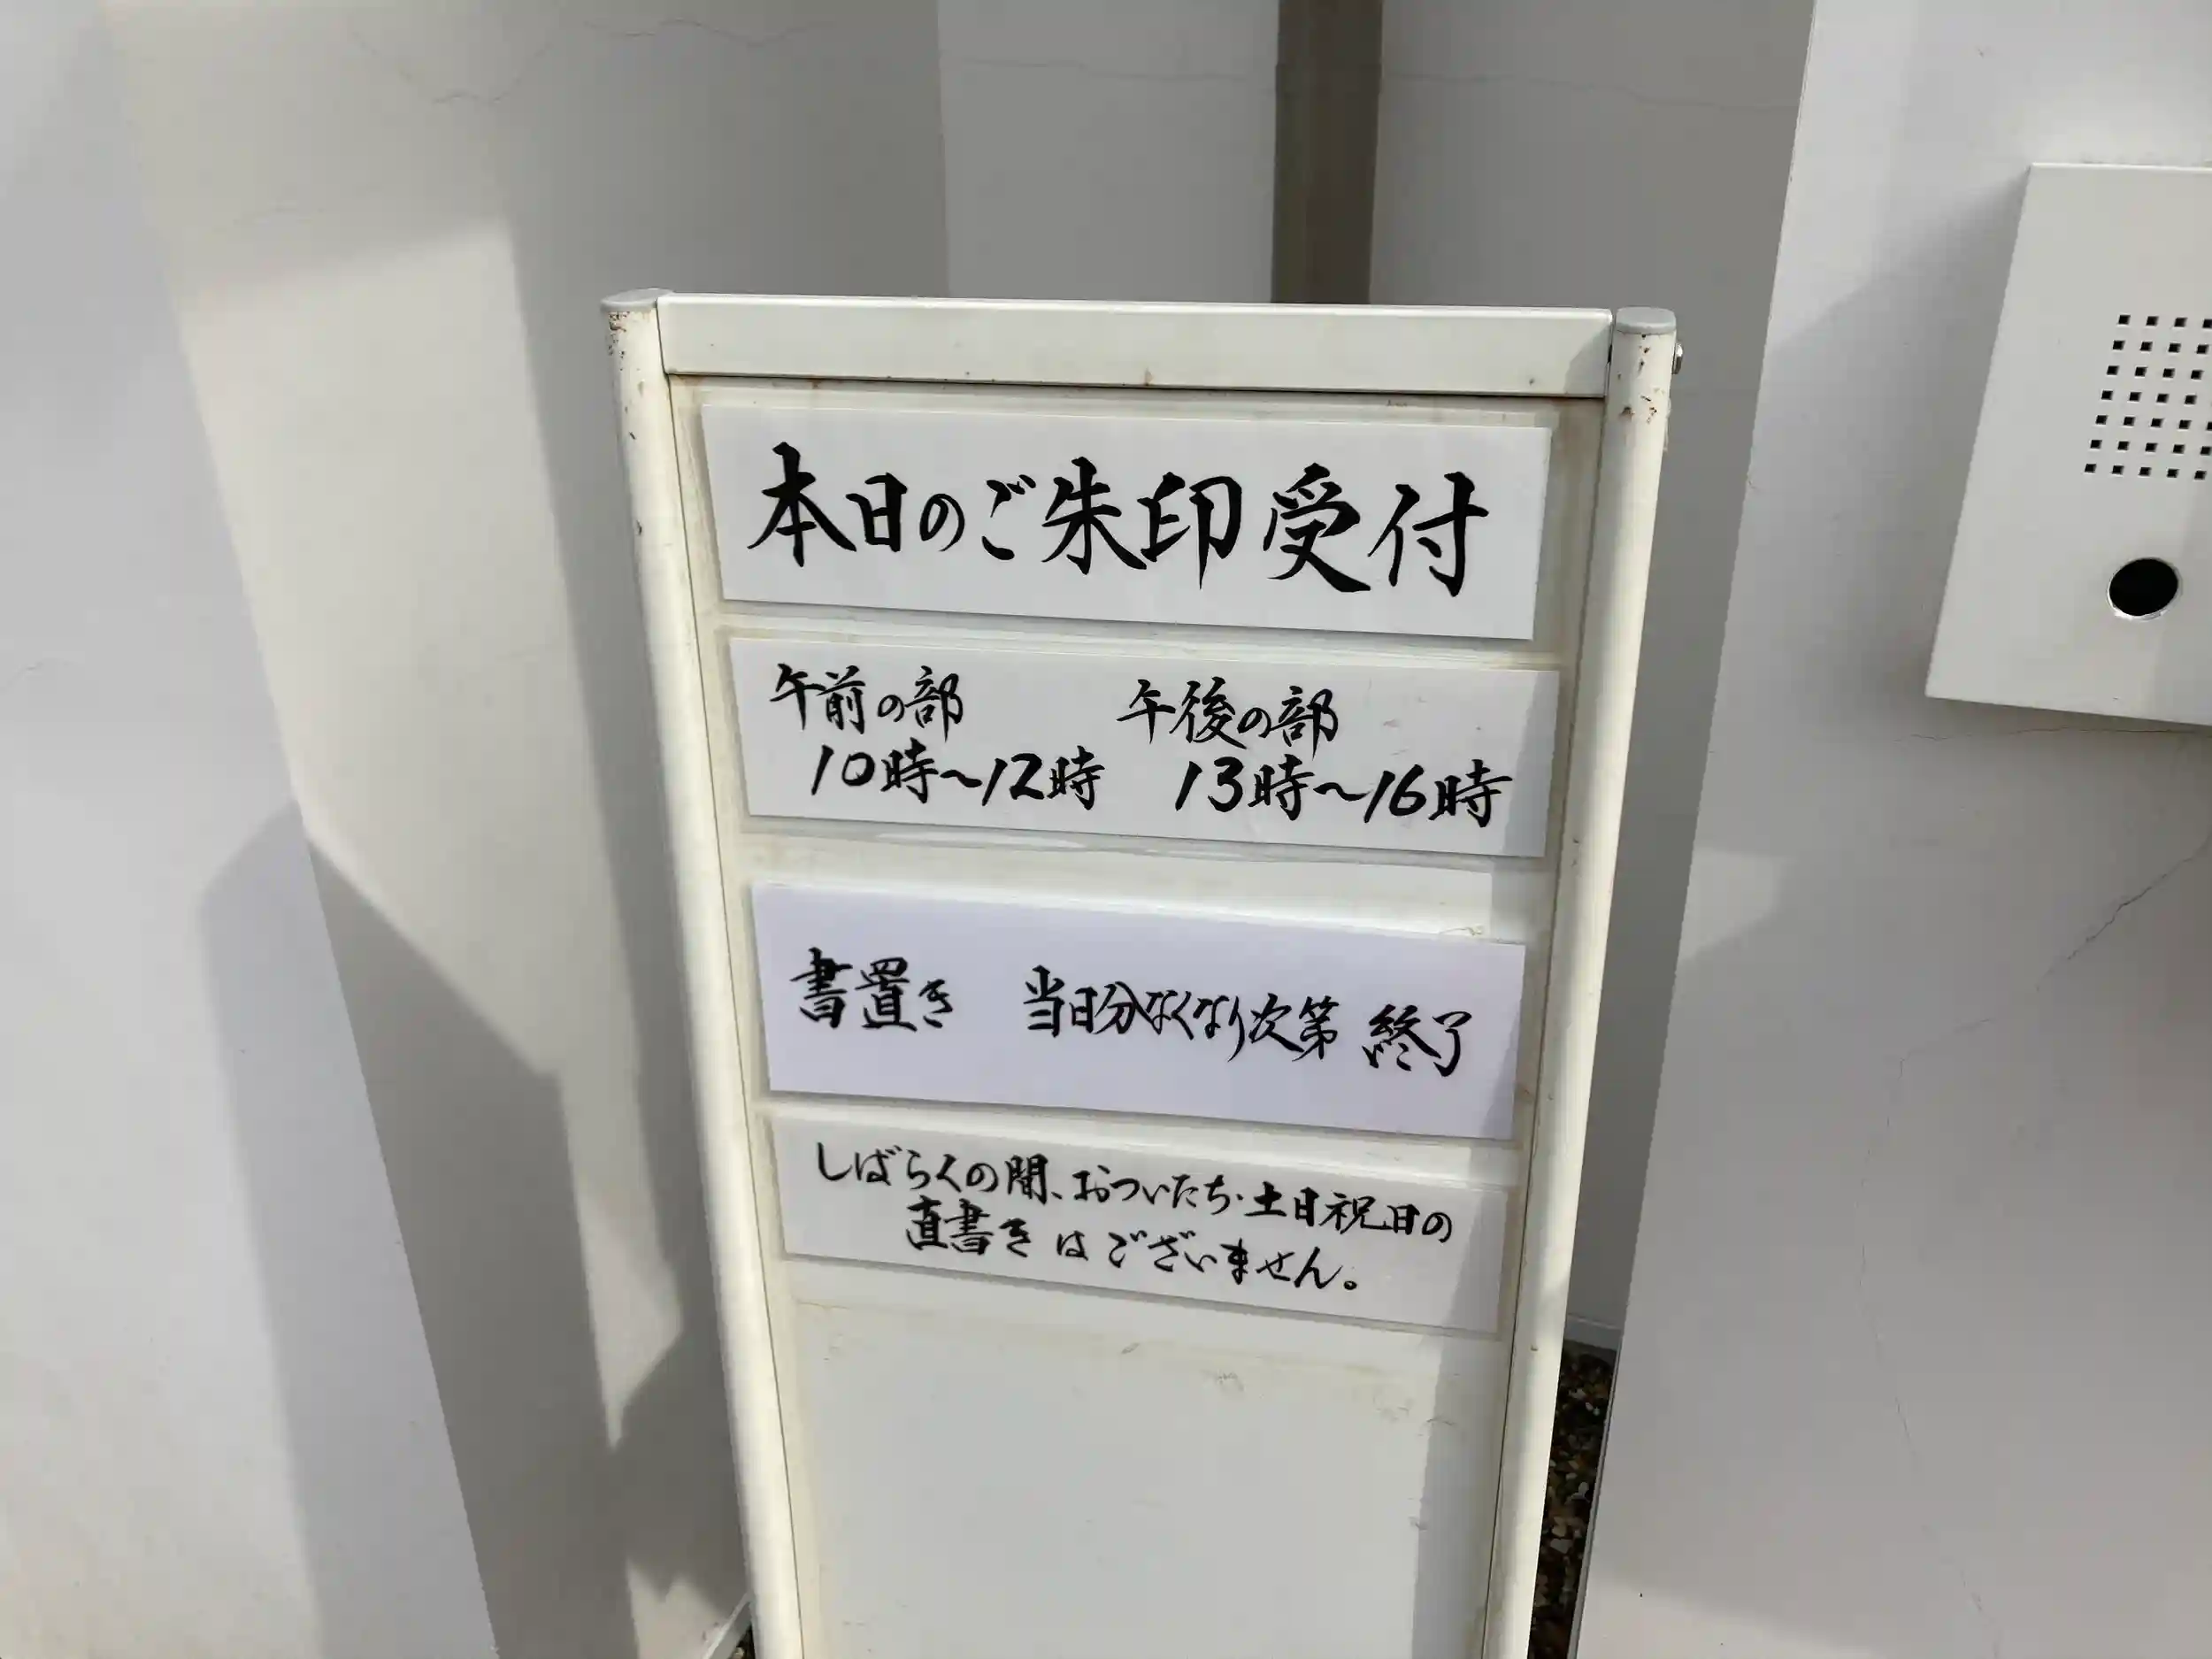 本日のご朱印受付
午前の部 午後の部
10時〜12時 13時〜16時
書置き 当日分なくなり次第 終了
しばらくの間、おついたち・土日祝日の
直書きはございません。